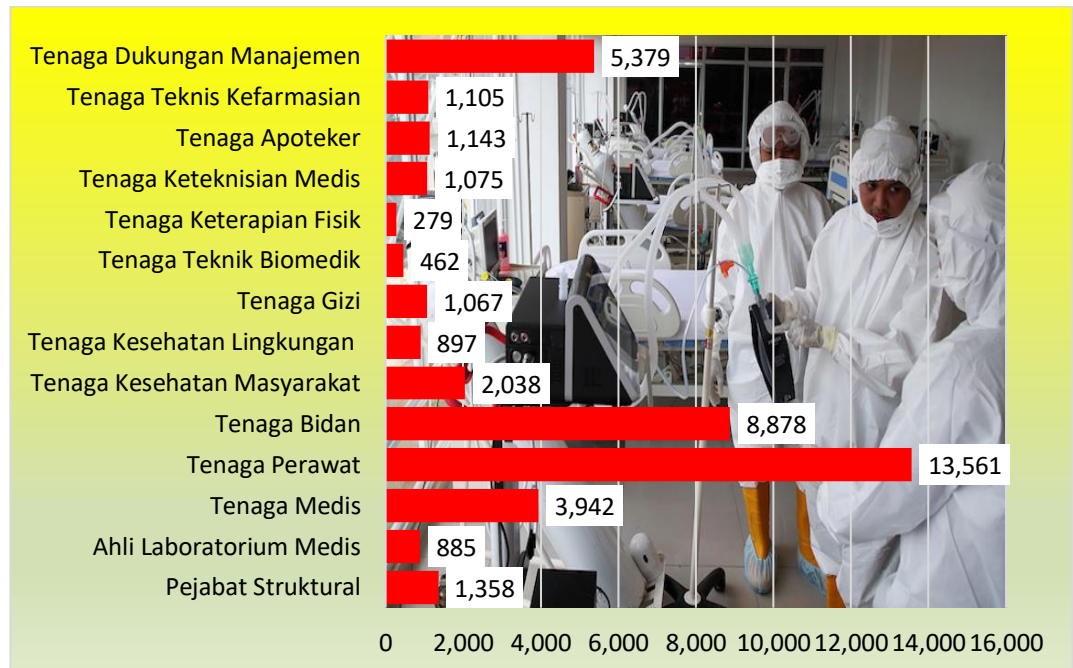 Tenaga Dukungan Manajemen 5,379
Tenaga Teknis Kefarmasian 1,105
Tenaga Apoteker 1,143
Tenaga Keteknisian Medis 1,075
Tenaga Keterapian Fisik 279
Tenaga Teknik Biomedik 462
Tenaga Gizi 1,067
Tenaga Kesehatan Lingkungan 897
Tenaga Kesehatan Masyarakat 2,038
Tenaga Bidan 8,878
Tenaga Perawat 13,561
Tenaga Medis 3,942
Ahli Laboratorium Medis 885
Pejabat Struktural 1,358
0 2,000 4,000 6,000 8,000 10,000 12,000 14,000 16,000